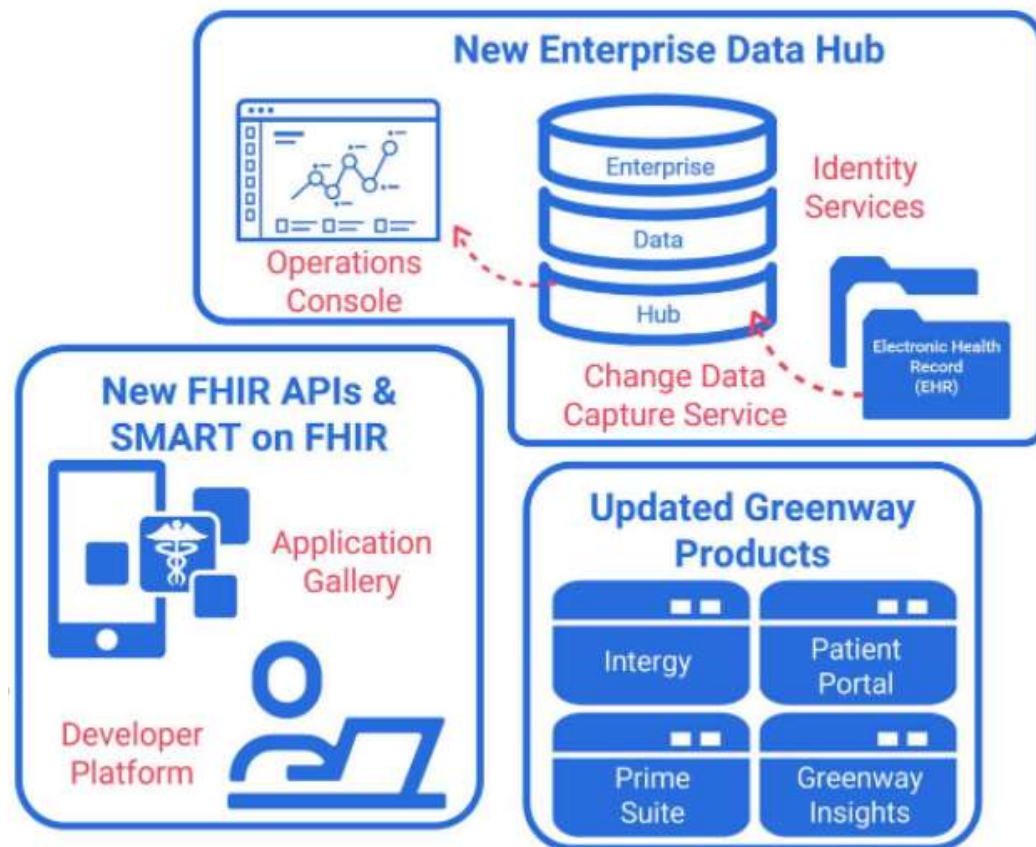 New Enterprise Data Hub
Enterprise
Data
Hub
Identity
Services
Operations
Console
Change Data
Capture Service
Electronic Health
Record
(EHR)
New FHIR APIs &
SMART on FHIR
Application
Gallery
Developer
Platform
Updated Greenway
Products
Intergy
Patient
Portal
Prime
Suite
Greenway
Insights